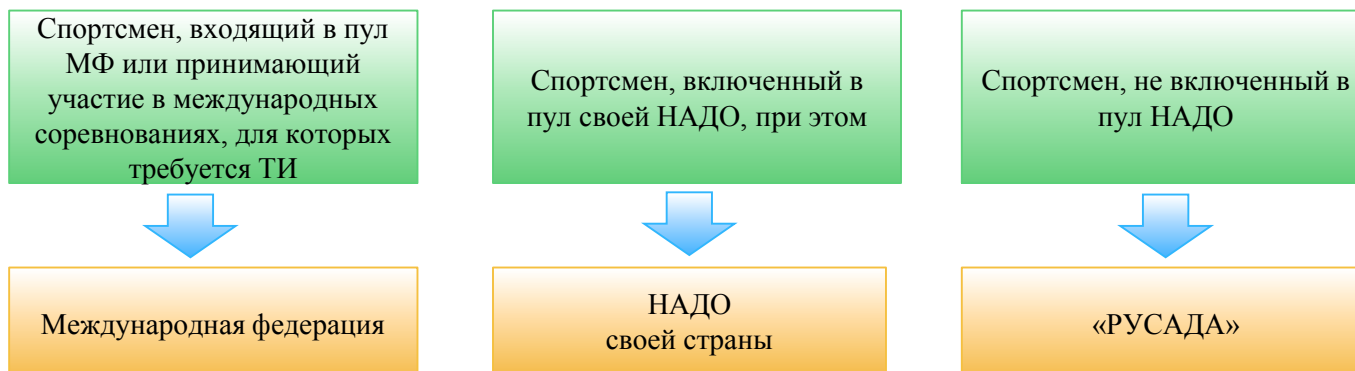 Спортсмен, входящий в пул
МФ или принимающий
участие в международных
соревнованиях, для которых
требуется ТИ
Спортсмен, включенный в
пул своей НАДО, при этом
Спортсмен, не включенный в
пул НАДО
Международная федерация
НАДО
своей страны
«РУСАДА»